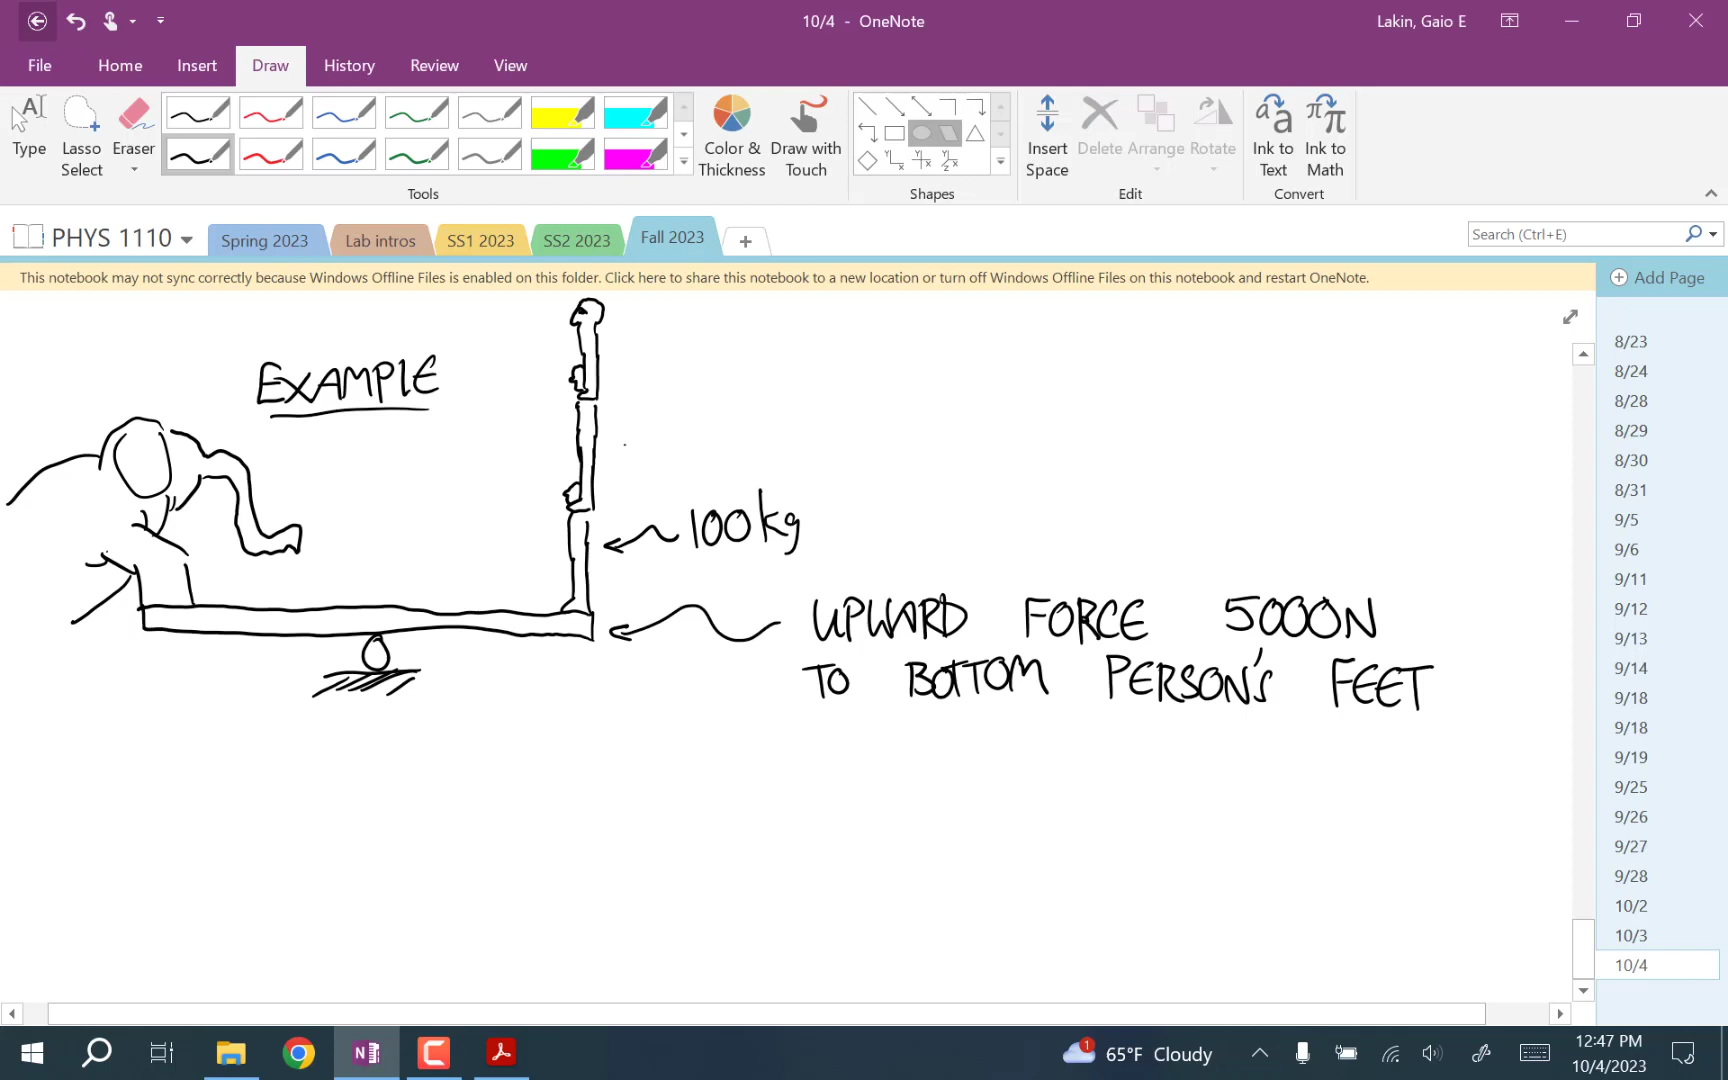 10/4 - OneNote
Lakin, Gaio E
File Home Insert Draw History Review View
Type
Lasso Select
Eraser
Color & Thickness
Draw with Touch
Insert Space
Delete
Arrange
Rotate
Ink to Text
Ink to Math
Tools
Shapes
Edit
Convert
PHYS 1110
Spring 2023
Lab intros
SS1 2023
SS2 2023
Fall 2023
Search (Ctrl+E)
This notebook may not sync correctly because Windows Offline Files is enabled on this folder. Click here to share this notebook to a new location or turn off Windows Offline Files on this notebook and restart OneNote.
Add Page
EXAMPLE
100kg
UPWARD FORCE 5000N
TO BOTTOM PERSON'S FEET
8/23
8/24
8/28
8/29
8/30
8/31
9/5
9/6
9/11
9/12
9/13
9/14
9/18
9/18
9/19
9/25
9/26
9/27
9/28
10/2
10/3
10/4
1
65°F Cloudy
12:47 PM
10/4/2023